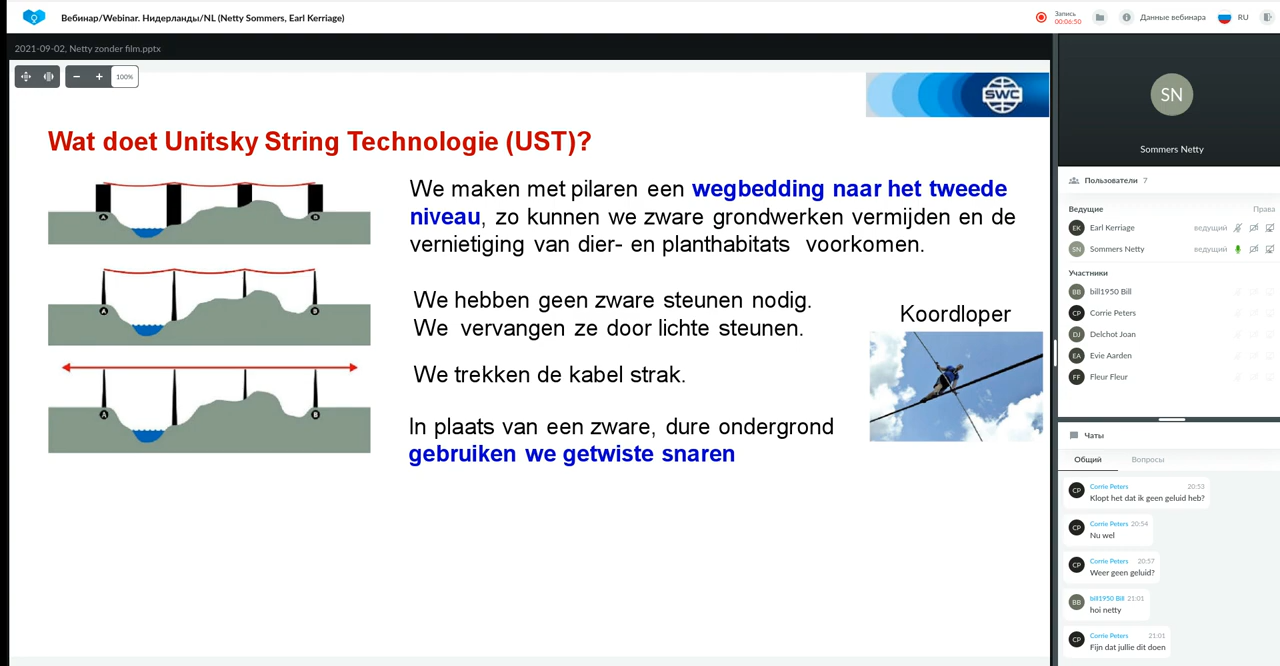 Вебинар/Webinar. Нидерланды/NL (Netty Sommers, Earl Kerriage)
Запись
00:06:50
Данные вебинара
RU
2021-09-02, Netty zonder film.pptx
100%
SWC
Wat doet Unitsky String Technologie (UST)?
We maken met pilaren een wegbedding naar het tweede
niveau, zo kunnen we zware grondwerken vermijden en de
vernietiging van dier- en planthabitats voorkomen.
We hebben geen zware steunen nodig.
We vervangen ze door lichte steunen.
Koordloper
We trekken de kabel strak.
In plaats van een zware, dure ondergrond
gebruiken we getwiste snaren
A
B
A
B
A
B
SN
Sommers Netty
Пользователи 7
Ведущие Права
EK Earl Kerriage ведущий
SN Sommers Netty ведущий
Участники
BB bill1950 Bill
CP Corrie Peters
DJ Delchot Joan
EA Evie Aarden
FF Fleur Fleur
Чаты
Общий Вопросы
CP Corrie Peters 20:53
Klopt het dat ik geen geluid heb?
CP Corrie Peters 20:54
Nu wel
CP Corrie Peters 20:57
Weer geen geluid?
BB bill1950 Bill 21:01
hoi netty
CP Corrie Peters 21:01
Fijn dat jullie dit doen